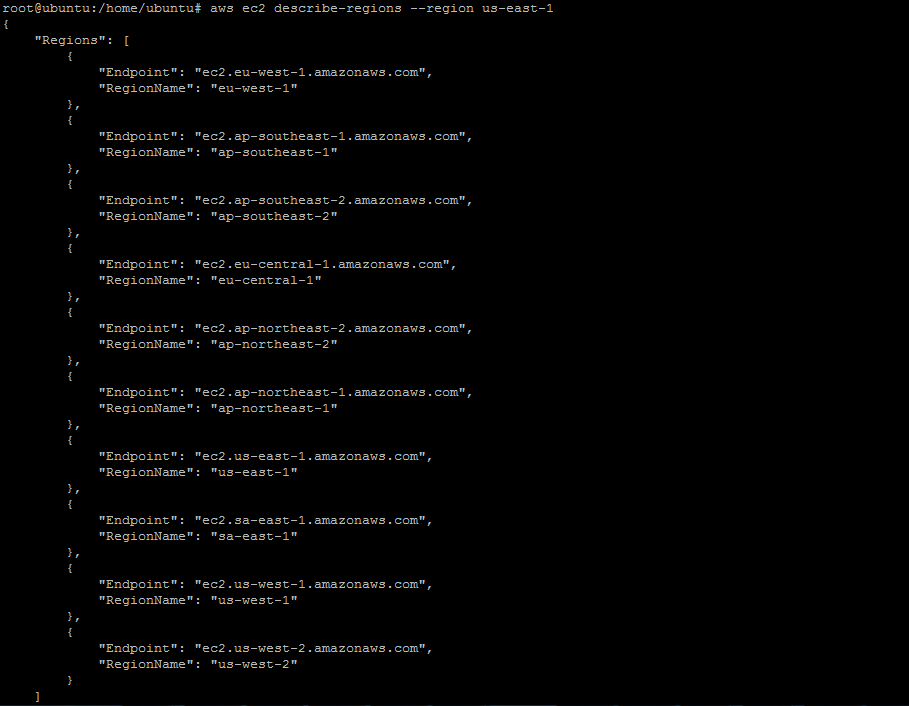 root@ubuntu:/home/ubuntu# aws ec2 describe-regions --region us-east-1
{
    "Regions": [
        {
            "Endpoint": "ec2.eu-west-1.amazonaws.com",
            "RegionName": "eu-west-1"
        },
        {
            "Endpoint": "ec2.ap-southeast-1.amazonaws.com",
            "RegionName": "ap-southeast-1"
        },
        {
            "Endpoint": "ec2.ap-southeast-2.amazonaws.com",
            "RegionName": "ap-southeast-2"
        },
        {
            "Endpoint": "ec2.eu-central-1.amazonaws.com",
            "RegionName": "eu-central-1"
        },
        {
            "Endpoint": "ec2.ap-northeast-2.amazonaws.com",
            "RegionName": "ap-northeast-2"
        },
        {
            "Endpoint": "ec2.ap-northeast-1.amazonaws.com",
            "RegionName": "ap-northeast-1"
        },
        {
            "Endpoint": "ec2.us-east-1.amazonaws.com",
            "RegionName": "us-east-1"
        },
        {
            "Endpoint": "ec2.sa-east-1.amazonaws.com",
            "RegionName": "sa-east-1"
        },
        {
            "Endpoint": "ec2.us-west-1.amazonaws.com",
            "RegionName": "us-west-1"
        },
        {
            "Endpoint": "ec2.us-west-2.amazonaws.com",
            "RegionName": "us-west-2"
        }
    ]